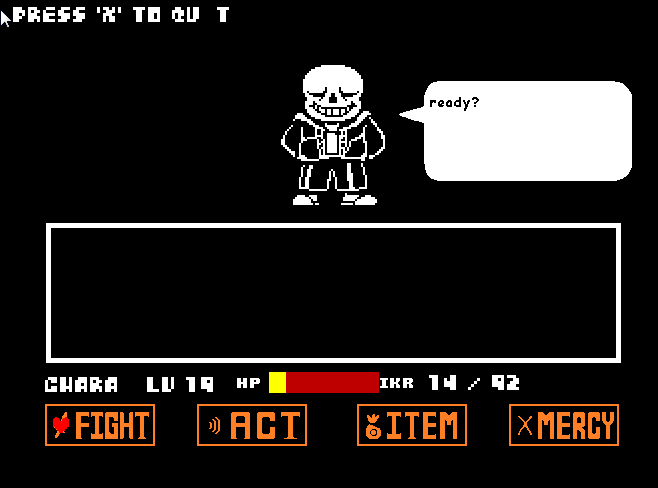 PRESS 'X' TO QU T
ready?
CHARA LV 19 HP KR 14 / 92
FIGHT ACT ITEM MERCY